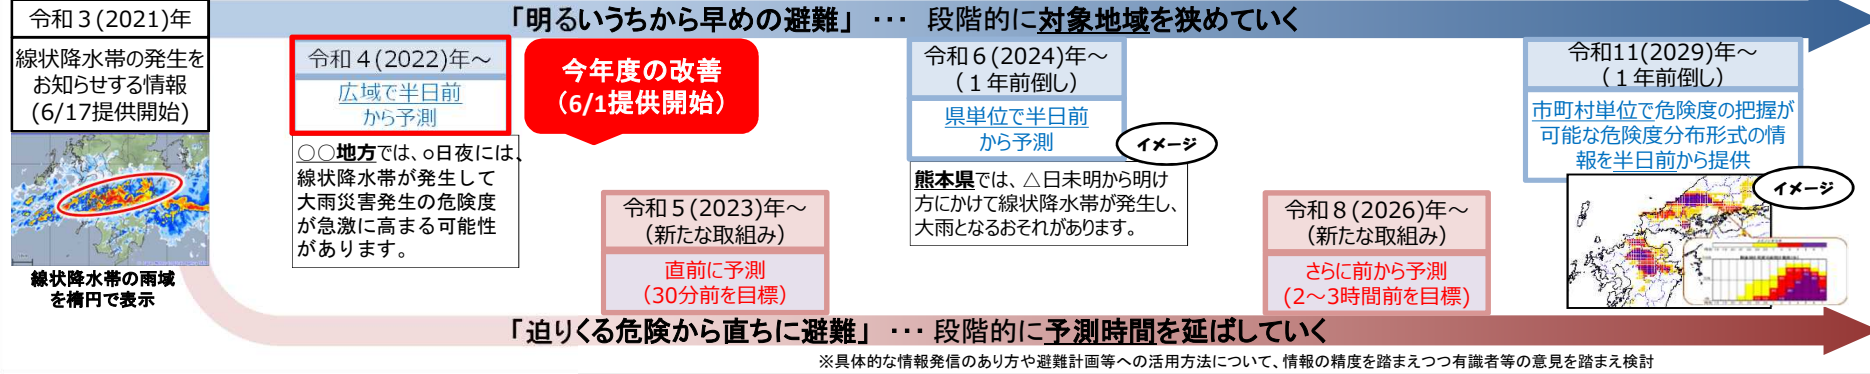 令和３(2021)年
線状降水帯の発生を
お知らせする情報
(6/17提供開始)
線状降水帯の雨域
を楕円で表示
「明るいうちから早めの避難」 ･･･ 段階的に対象地域を狭めていく
令和４(2022)年～
広域で半日前
から予測
○○地方では、○日夜には、
線状降水帯が発生して
大雨災害発生の危険度
が急激に高まる可能性
があります。
今年度の改善
（6/1提供開始）
令和５(2023)年～
（新たな取組み）
直前に予測
（30分前を目標）
令和６(2024)年～
（１年前倒し）
県単位で半日前
から予測
イメージ
熊本県では、△日未明から明け
方にかけて線状降水帯が発生し、
大雨となるおそれがあります。
令和８(2026)年～
（新たな取組み）
さらに前から予測
(2～3時間前を目標)
令和11(2029)年～
（１年前倒し）
市町村単位で危険度の把握が
可能な危険度分布形式の情
報を半日前から提供
イメージ
「迫りくる危険から直ちに避難」 ･･･ 段階的に予測時間を延ばしていく
※具体的な情報発信のあり方や避難計画等への活用方法について、情報の精度を踏まえつつ有識者等の意見を踏まえ検討